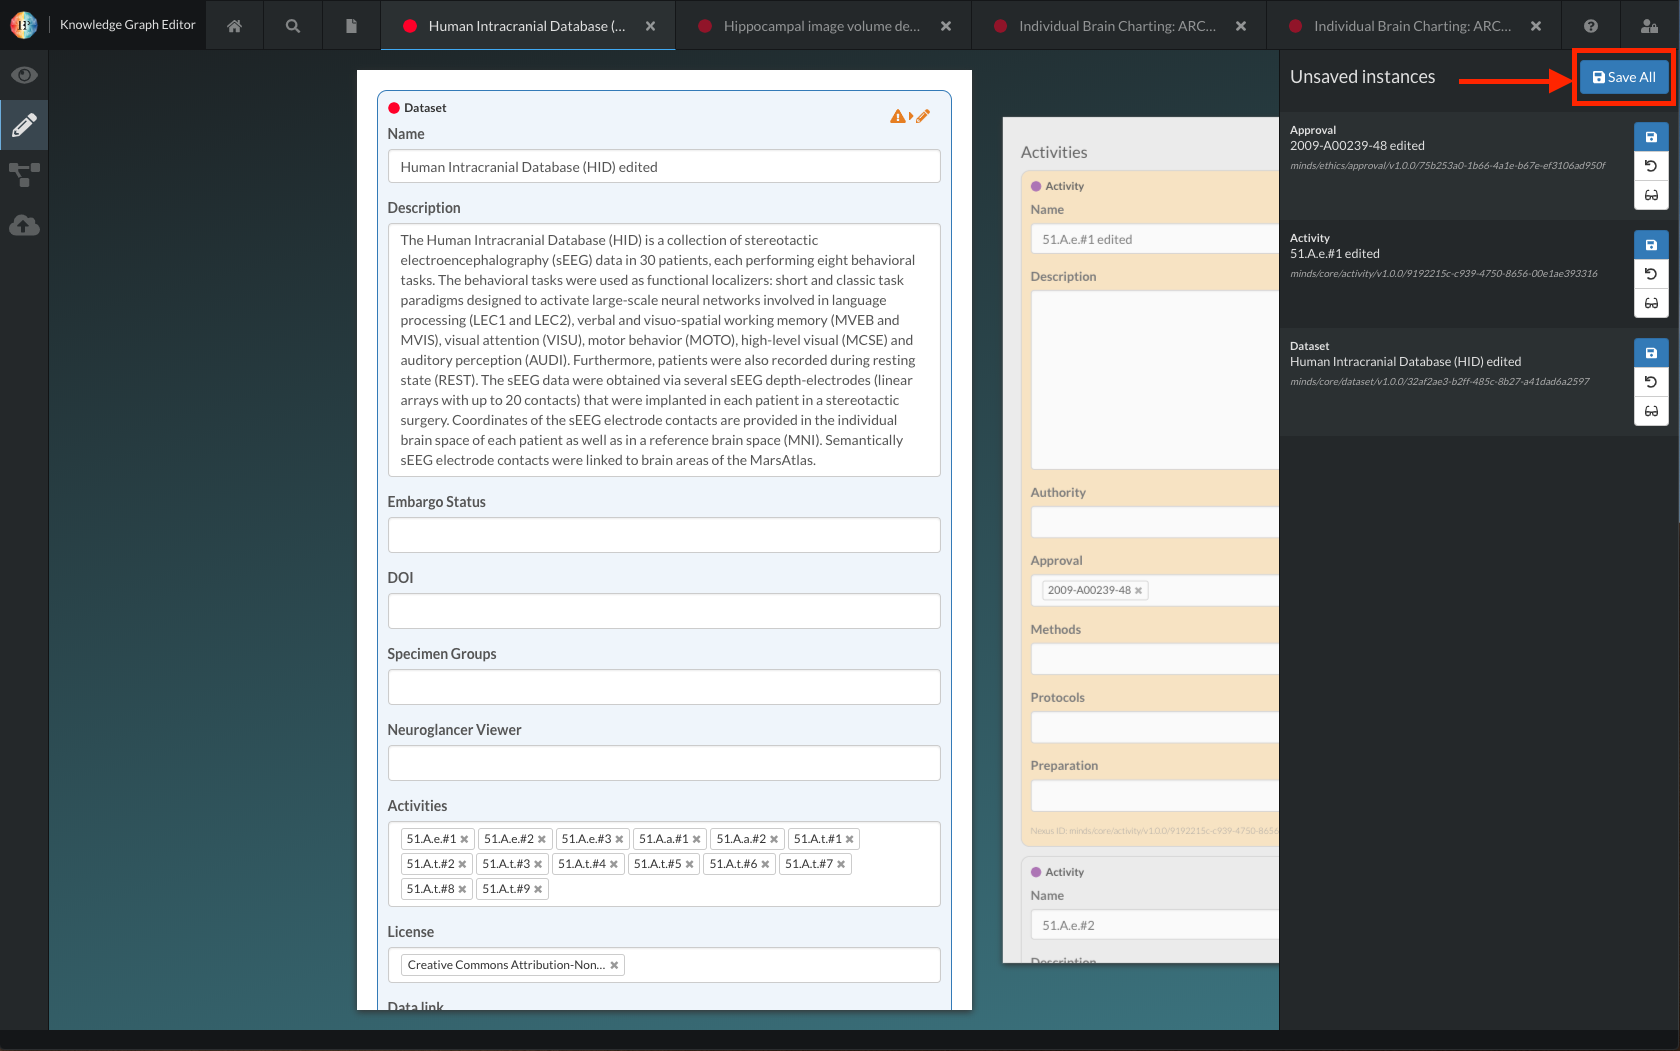 Knowledge Graph Editor
Human Intracranial Database (...
Hippocampal image volume de...
Individual Brain Charting: ARC...
Individual Brain Charting: ARC...
Dataset
Name
Human Intracranial Database (HID) edited
Description
The Human Intracranial Database (HID) is a collection of stereotactic
electroencephalography (sEEG) data in 30 patients, each performing eight behavioral
tasks. The behavioral tasks were used as functional localizers: short and classic task
paradigms designed to activate large-scale neural networks involved in language
processing (LEC1 and LEC2), verbal and visuo-spatial working memory (MVEB and
MVIS), visual attention (VISU), motor behavior (MOTO), high-level visual (MCSE) and
auditory perception (AUDI). Furthermore, patients were also recorded during resting
state (REST). The sEEG data were obtained via several sEEG depth-electrodes (linear
arrays with up to 20 contacts) that were implanted in each patient in a stereotactic
surgery. Coordinates of the sEEG electrode contacts are provided in the individual
brain space of each patient as well as in a reference brain space (MNI). Semantically
sEEG electrode contacts were linked to brain areas of the MarsAtlas.
Embargo Status
DOI
Specimen Groups
Neuroglancer Viewer
Activities
51.A.e.#1 51.A.e.#2 51.A.e.#3 51.A.a.#1 51.A.a.#2 51.A.t.#1
51.A.t.#2 51.A.t.#3 51.A.t.#4 51.A.t.#5 51.A.t.#6 51.A.t.#7
51.A.t.#8 51.A.t.#9
License
Creative Commons Attribution-Non...
Data link
Activities
Activity
Name
51.A.e.#1 edited
Description
Authority
Approval
2009-A00239-48
Methods
Protocols
Preparation
Nexus ID: minds/core/activity/v1.0.0/9192215c-c939-4750-8656
Activity
Name
51.A.e.#2
Description
Unsaved instances
Save All
Approval
2009-A00239-48 edited
minds/ethics/approval/v1.0.0/75b253a0-1b66-4a1e-b67e-ef3106ad950f
Activity
51.A.e.#1 edited
minds/core/activity/v1.0.0/9192215c-c939-4750-8656-00e1ae393316
Dataset
Human Intracranial Database (HID) edited
minds/core/dataset/v1.0.0/32af2ae3-b2ff-485c-8b27-a41dad6a2597